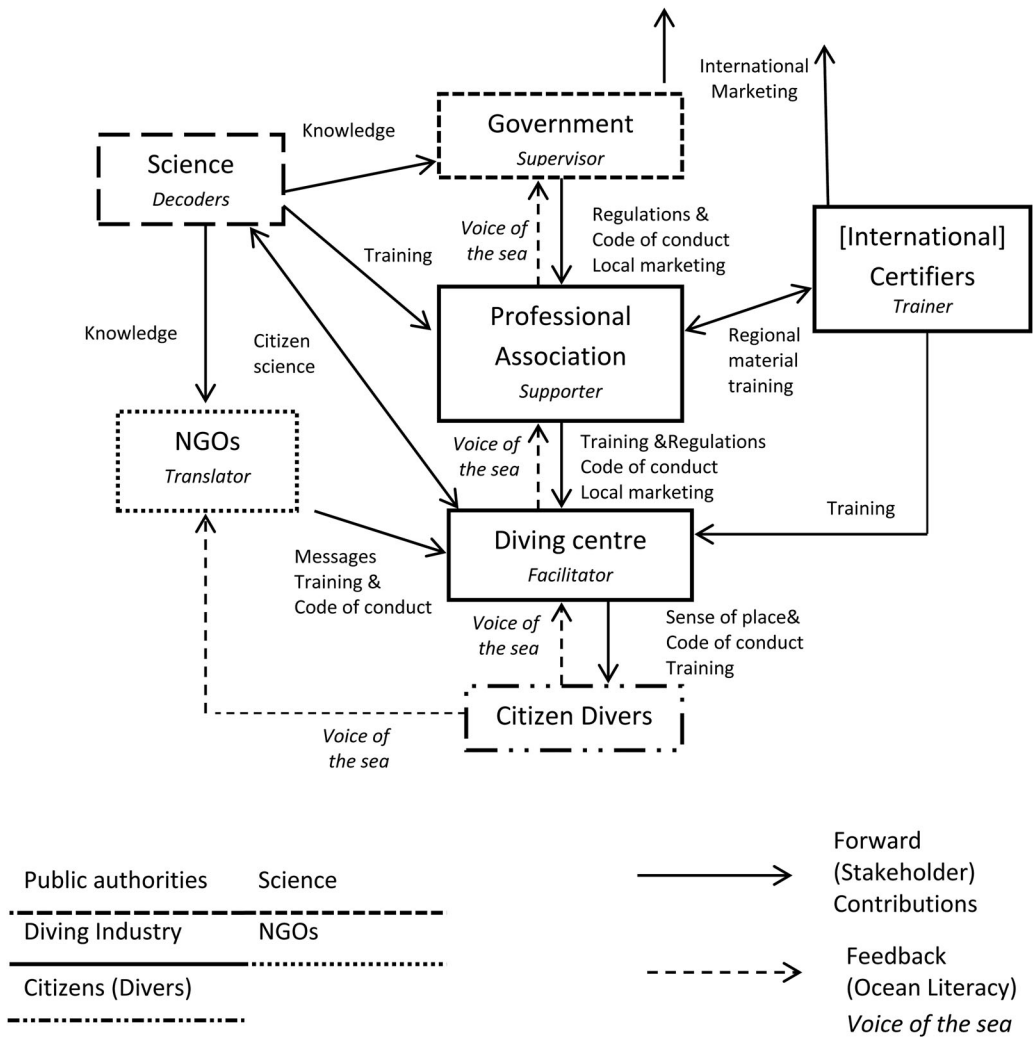 International
Marketing
Government
Supervisor
Knowledge
Science
Decoders
Voice of
the sea
Regulations &
Code of conduct
Local marketing
[International]
Certifiers
Trainer
Training
Professional
Association
Supporter
Knowledge
Citizen
science
Regional
material
training
NGOs
Translator
Voice of
the sea
Training &Regulations
Code of conduct
Local marketing
Training
Diving centre
Facilitator
Messages
Training &
Code of conduct
Voice of
the sea
Sense of place&
Code of conduct
Training
Citizen Divers
Voice of
the sea
Public authorities
Science
Diving Industry
NGOs
Citizens (Divers)
Forward
(Stakeholder)
Contributions
Feedback
(Ocean Literacy)
Voice of the sea